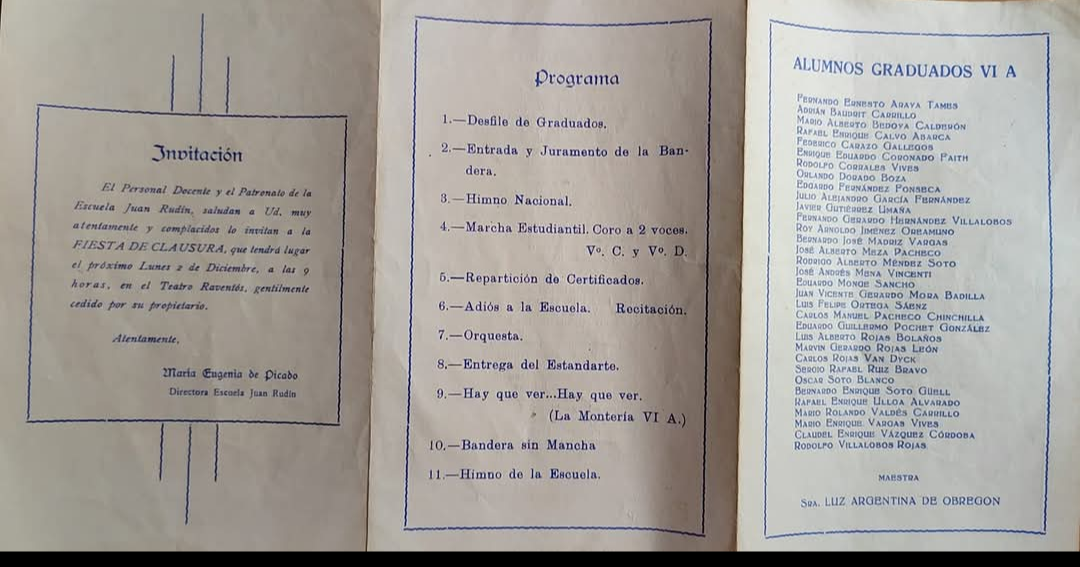 Invitación
El Personal Docente y el Patronato de la
Escuela Juan Rudín, saludan a Ud. muy
atentamente y complacidos lo invitan a la
FIESTA DE CLAUSURA, que tendrá lugar
el próximo Lunes 2 de Diciembre, a las 9
horas, en el Teatro Raventós, gentilmente
cedido por su propietario.
Atentamente,
María Eugenia de Picado
Directora Escuela Juan Rudín
Programa
1.—Desfile de Graduados.
2.—Entrada y Juramento de la Ban-
dera.
3.—Himno Nacional.
4.—Marcha Estudiantil. Coro a 2 voces.
Vº. C. y Vº. D.
5.—Repartición de Certificados.
6.—Adiós a la Escuela. Recitación.
7.—Orquesta.
8.—Entrega del Estandarte.
9.—Hay que ver...Hay que ver.
(La Montería VI A.)
10.—Bandera sin Mancha
11.—Himno de la Escuela.
ALUMNOS GRADUADOS VI A
FERNANDO ERNESTO ARAYA TAMES
ADRIÁN BAUDRIT CARRILLO
MARIO ALBERTO BEDOYA CALDERÓN
RAFAEL ENRIQUE CALVO ABARCA
FEDERICO CARAZO GALLEGOS
ENRIQUE EDUARDO CORONADO FAITH
RODOLFO CORRALES VIVES
ORLANDO DORADO BOZA
EDGARDO FERNÁNDEZ FONSECA
JULIO ALEJANDRO GARCÍA FERNÁNDEZ
JAVIER GUTIÉRREZ UMAÑA
FERNANDO GERARDO HERNÁNDEZ VILLALOBOS
ROY ARNOLDO JIMÉNEZ OREAMUNO
BERNARDO JOSÉ MADRIZ VARGAS
JOSÉ ALBERTO MEZA PACHECO
RODRIGO ALBERTO MÉNDEZ SOTO
JOSÉ ANDRÉS MENA VINCENTI
EDUARDO MONGE SANCHO
JUAN VICENTE GERARDO MORA BADILLA
LUIS FELIPE ORTEGA SÁENZ
CARLOS MANUEL PACHECO CHINCHILLA
EDUARDO GUILLERMO POCHET GONZÁLEZ
LUIS ALBERTO ROJAS BOLAÑOS
MARVIN GERARDO ROJAS LEÓN
CARLOS ROJAS VAN DYCK
SERGIO RAFAEL RUIZ BRAVO
OSCAR SOTO BLANCO
BERNARDO ENRIQUE SOTO GÜELL
RAFAEL ENRIQUE ULLOA ALVARADO
MARIO ROLANDO VALDÉS CARRILLO
MARIO ENRIQUE VARGAS VIVES
CLAUDEL ENRIQUE VÁZQUEZ CÓRDOBA
RODOLFO VILLALOBOS ROJAS
MAESTRA
SRA. LUZ ARGENTINA DE OBREGON